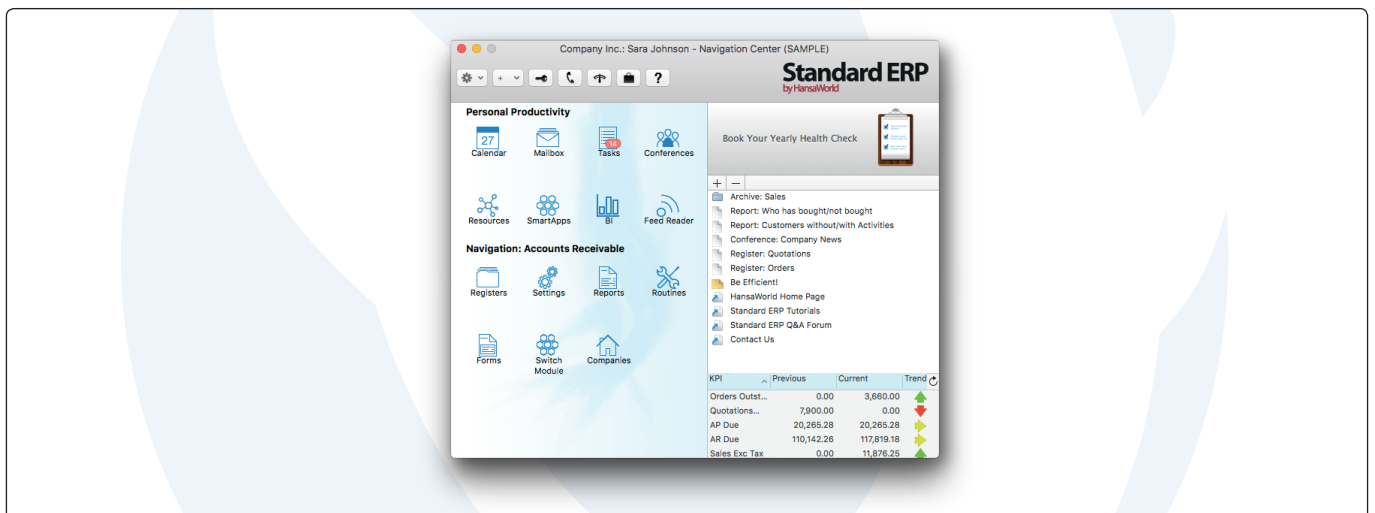 Company Inc.: Sara Johnson - Navigation Center (SAMPLE)
?
Standard ERP
by HansaWorld
Personal Productivity
27
14
Calendar Mailbox Tasks Conferences
Resources SmartApps BI Feed Reader
Navigation: Accounts Receivable
Registers Settings Reports Routines
Forms Switch Module Companies
Book Your Yearly Health Check
+ −
Archive: Sales
Report: Who has bought/not bought
Report: Customers without/with Activities
Conference: Company News
Register: Quotations
Register: Orders
Be Efficient!
HansaWorld Home Page
Standard ERP Tutorials
Standard ERP Q&A Forum
Contact Us
KPI Previous Current Trend
Orders Outst... 0.00 3,660.00
Quotations... 7,900.00 0.00
AP Due 20,265.28 20,265.28
AR Due 110,142.26 117,819.18
Sales Exc Tax 0.00 11,876.25